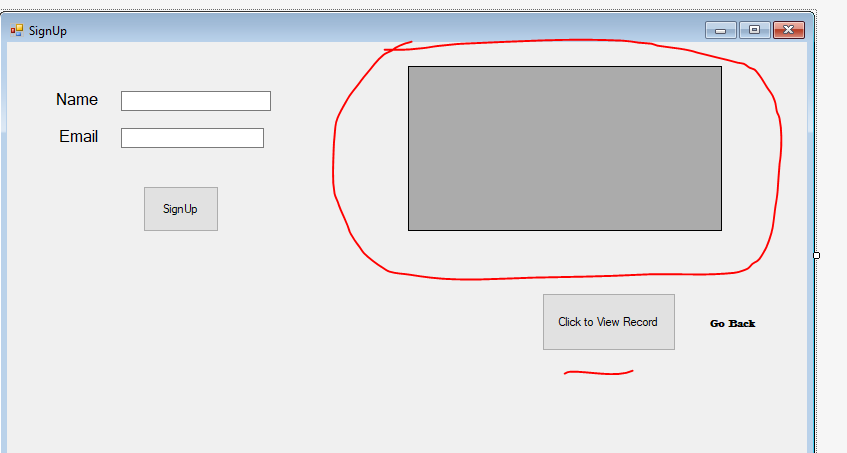 SignUp
Name
Email
SignUp
Click to View Record
Go Back